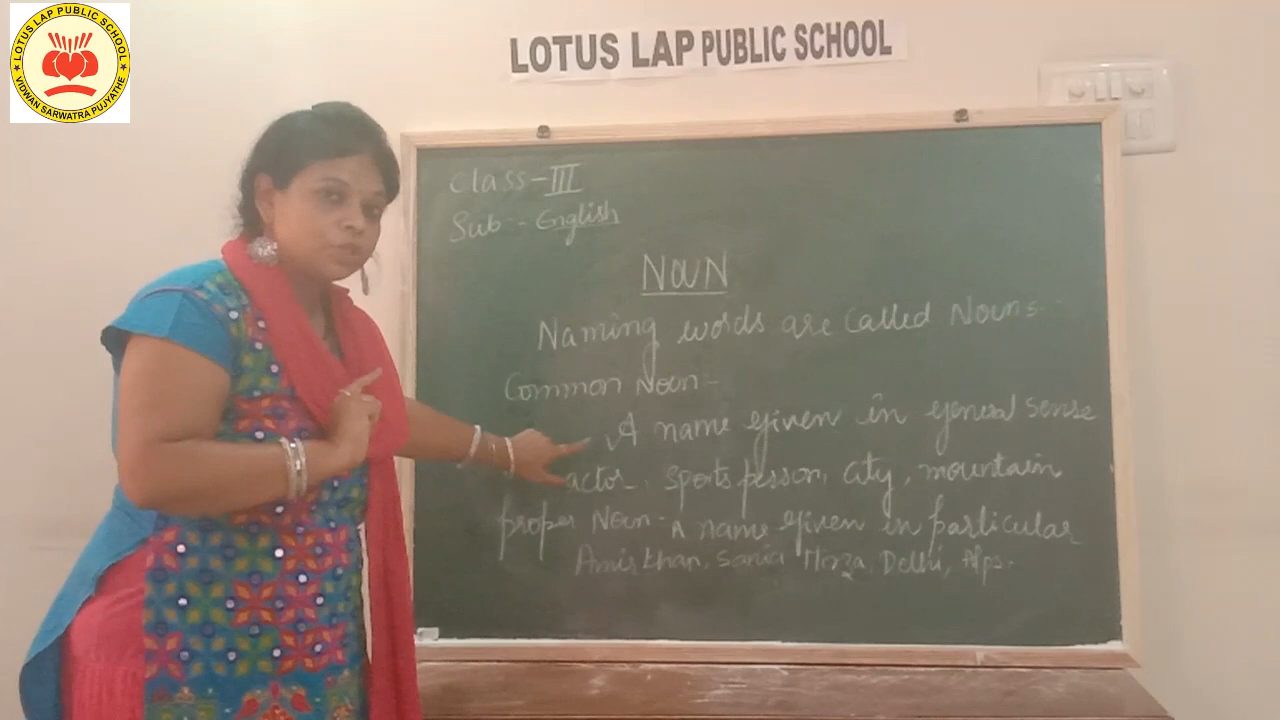 LOTUS LAP PUBLIC SCHOOL
VIDWAN SARWATRA PUJYATHE
LOTUS LAP PUBLIC SCHOOL
Class-III
Sub-- English
NOUN
Naming words are called Nouns.
Common Noun -
A name given in general sense
actor, sports person, city, mountain
proper Noun - A name given in particular
Amir Khan, Sania Mirza, Delhi, Alps.